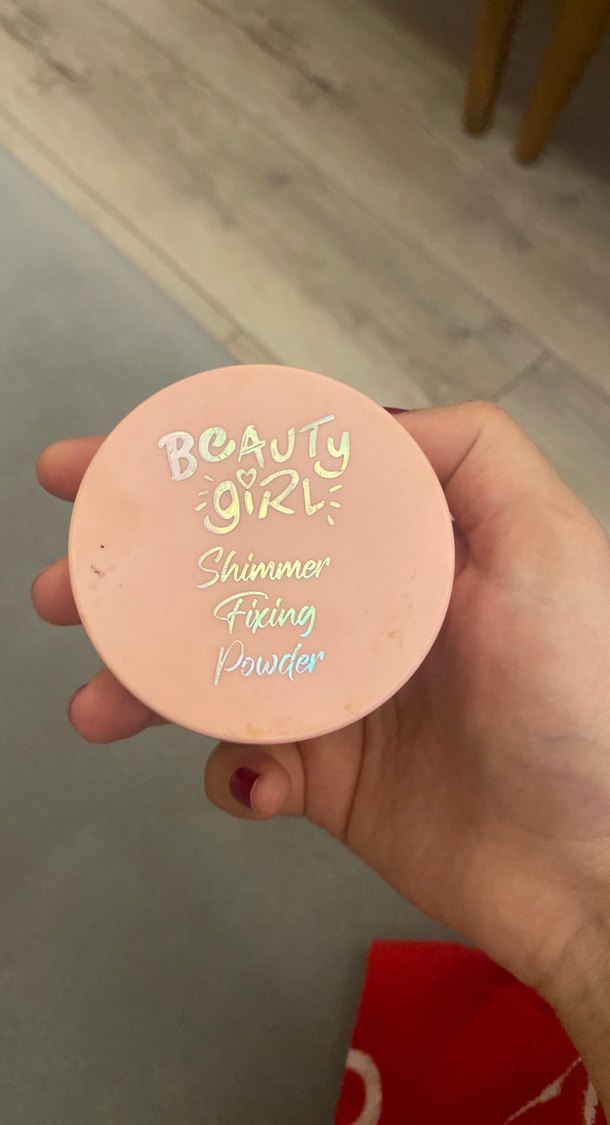 BEAUTY
giRL
Shimmer
Fixing
Powder